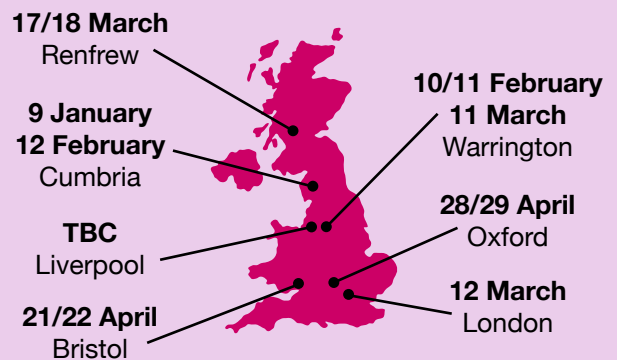 17/18 March
Renfrew
9 January
12 February
Cumbria
TBC
Liverpool
21/22 April
Bristol
10/11 February
11 March
Warrington
28/29 April
Oxford
12 March
London